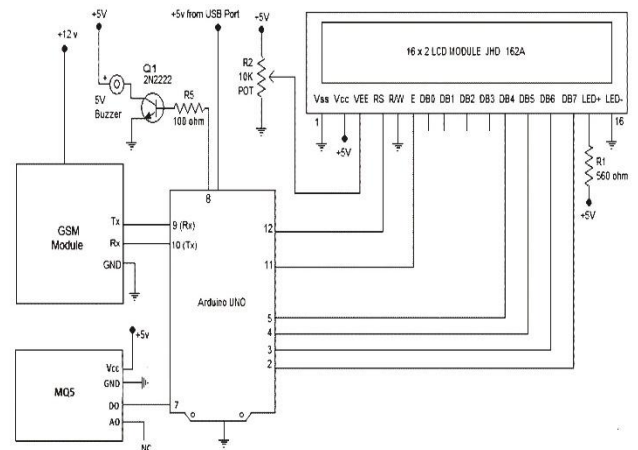 +12 v
+5V
+5v from USB Port
+5V
Q1
2N2222
R5
100 ohm
+
5V
Buzzer
R2
10K
POT
16 x 2 LCD MODULE JHD 162A
Vss Vcc VEE RS R/W E DB0 DB1 DB2 DB3 DB4 DB5 DB6 DB7 LED+ LED-
1
16
+5V
R1
560 ohm
+5V
GSM
Module
Tx
Rx
GND
8
9 (Rx)
10 (Tx)
12
11
Arduino UNO
5
4
3
2
7
+5v
MQ5
Vcc
GND
DO
AO
NC